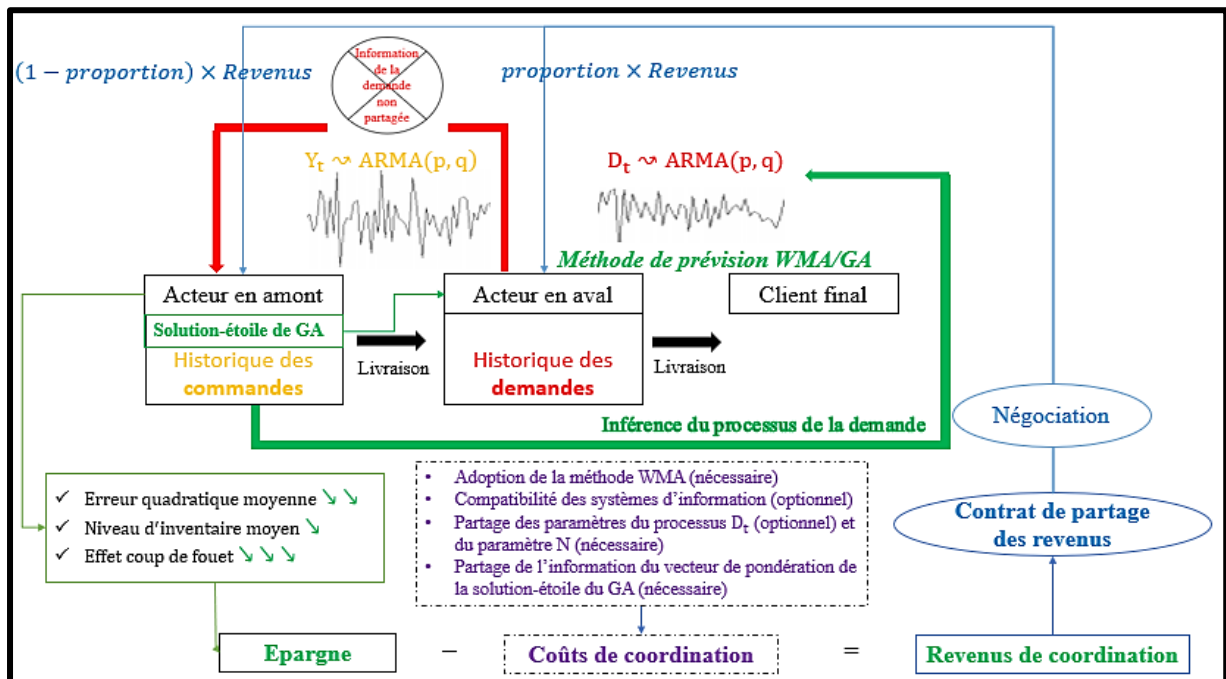 (1 − proportion) × Revenus
Information
de la
demande
non
partagée
proportion × Revenus
Yₜ ⇝ ARMA(p, q)
Dₜ ⇝ ARMA(p, q)
Méthode de prévision WMA/GA
Acteur en amont
Solution-étoile de GA
Historique des
commandes
Livraison
Acteur en aval
Historique des
demandes
Livraison
Client final
Inférence du processus de la demande
Négociation
Contrat de partage
des revenus
✓ Erreur quadratique moyenne ↘ ↘
✓ Niveau d'inventaire moyen ↘
✓ Effet coup de fouet ↘ ↘ ↘
• Adoption de la méthode WMA (nécessaire)
• Compatibilité des systèmes d'information (optionnel)
• Partage des paramètres du processus Dₜ (optionnel) et
du paramètre N (nécessaire)
• Partage de l'information du vecteur de pondération de
la solution-étoile du GA (nécessaire)
Epargne − Coûts de coordination = Revenus de coordination